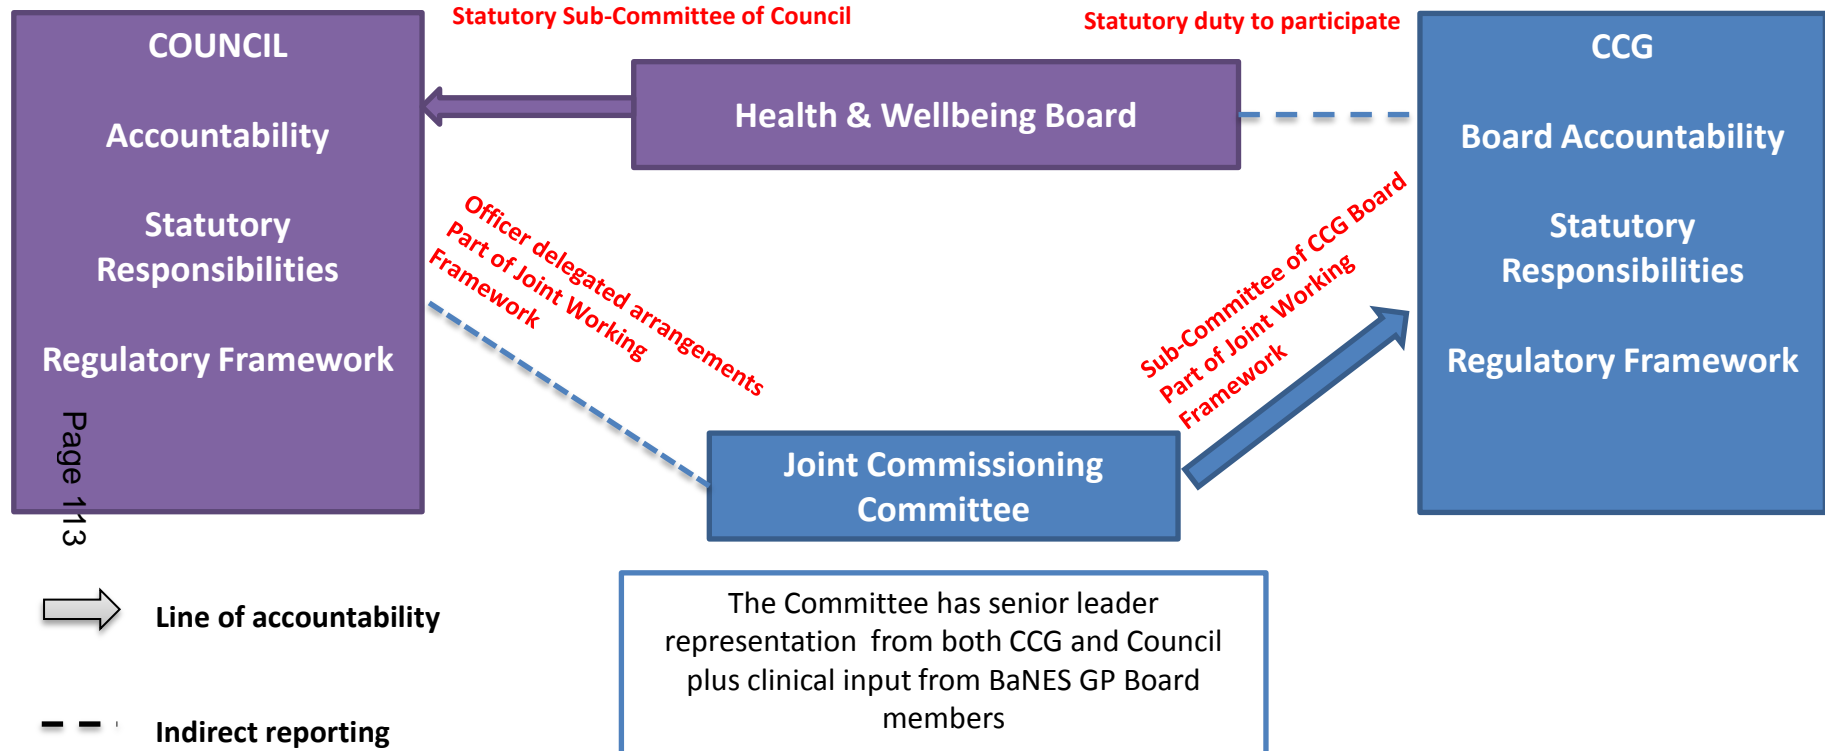 Statutory Sub-Committee of Council
Statutory duty to participate
COUNCIL
Accountability
Statutory
Responsibilities
Regulatory Framework
Health & Wellbeing Board
CCG
Board Accountability
Statutory
Responsibilities
Regulatory Framework
Officer delegated arrangements
Part of Joint Working
Framework
Sub-Committee of CCG Board
Part of Joint Working
Framework
Joint Commissioning
Committee
Page 113
Line of accountability
Indirect reporting
The Committee has senior leader
representation from both CCG and Council
plus clinical input from BaNES GP Board
members